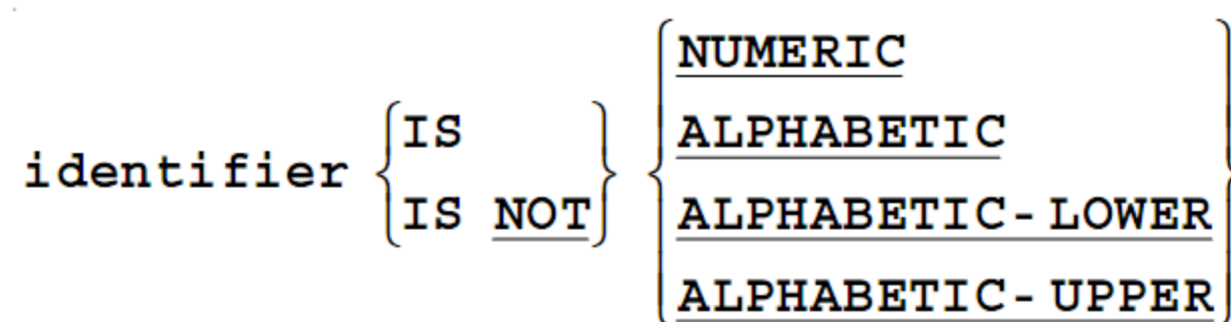 NUMERIC
IS
ALPHABETIC
identifier
IS NOT
ALPHABETIC-LOWER
ALPHABETIC-UPPER